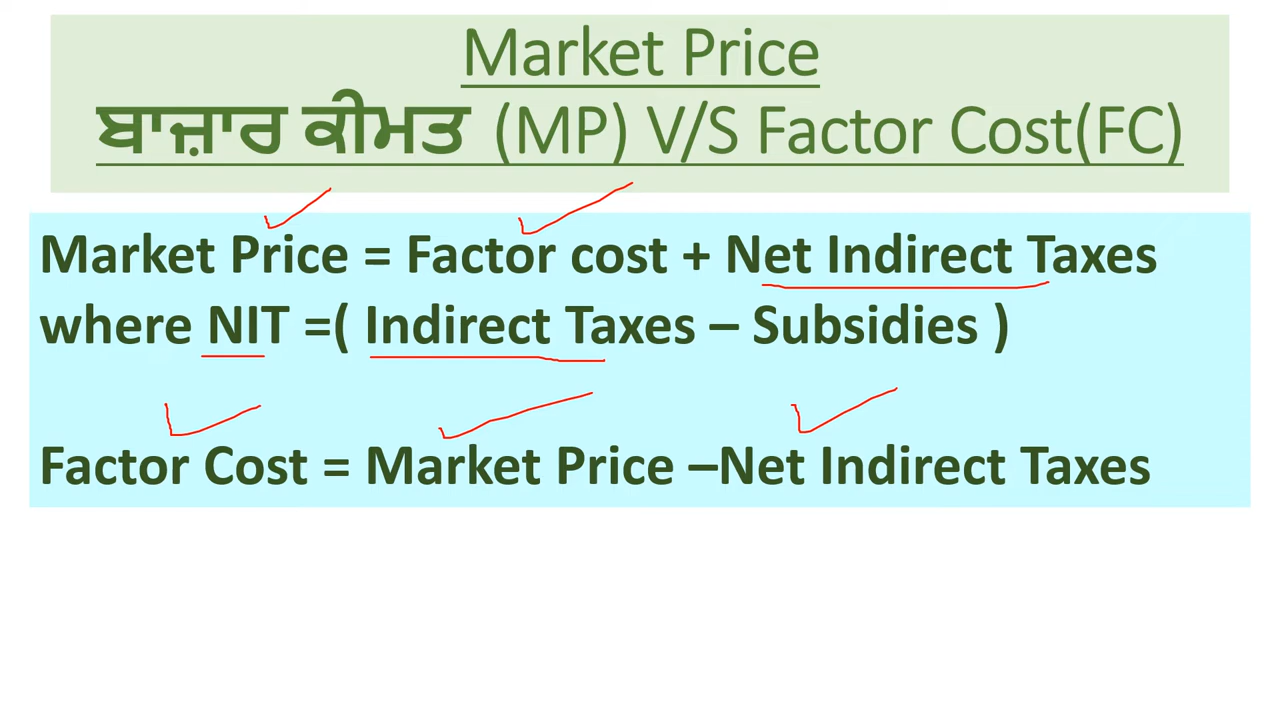 Market Price
ਬਾਜ਼ਾਰ ਕੀਮਤ (MP) V/S Factor Cost(FC)
Market Price = Factor cost + Net Indirect Taxes
where NIT =( Indirect Taxes – Subsidies )
Factor Cost = Market Price –Net Indirect Taxes